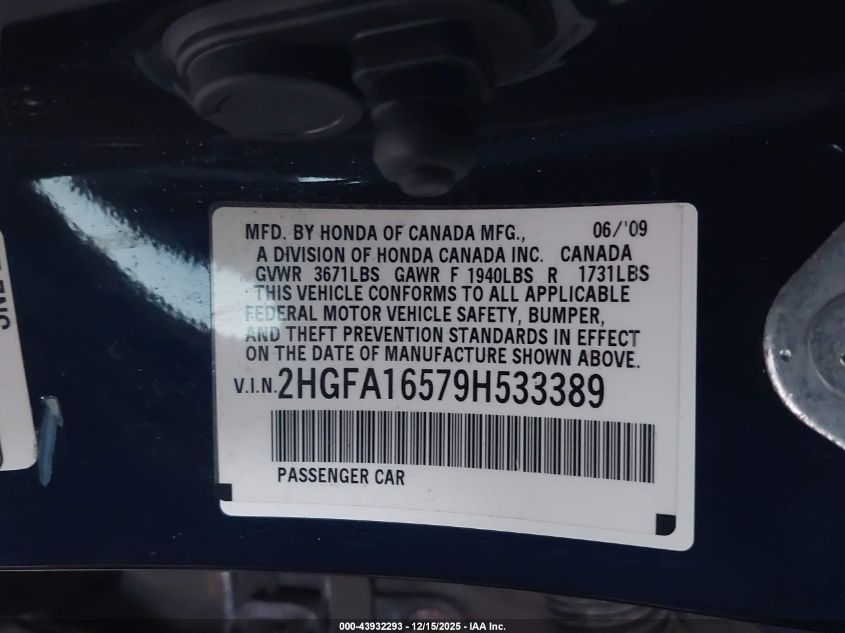 MFD. BY HONDA OF CANADA MFG., 06/'09
A DIVISION OF HONDA CANADA INC. CANADA
GVWR 3671LBS GAWR F 1940LBS R 1731LBS
THIS VEHICLE CONFORMS TO ALL APPLICABLE
FEDERAL MOTOR VEHICLE SAFETY, BUMPER,
AND THEFT PREVENTION STANDARDS IN EFFECT
ON THE DATE OF MANUFACTURE SHOWN ABOVE.
V.I.N. 2HGFA16579H533389
PASSENGER CAR
000-43932293 - 12/15/2025 - IAA Inc.